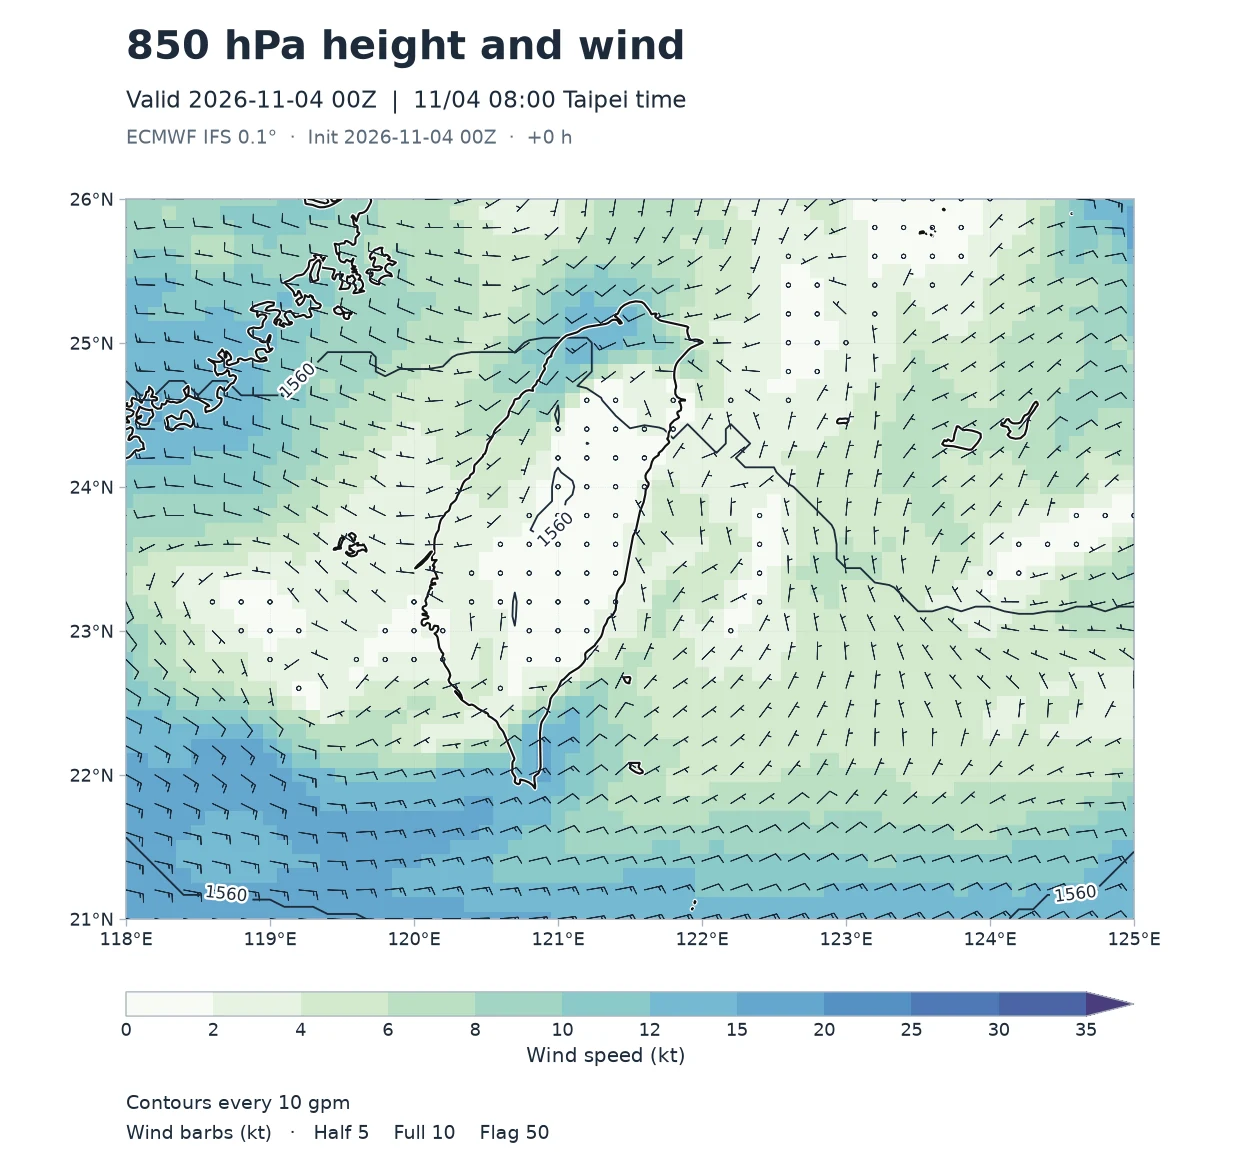 850 hPa height and wind
Valid 2026-11-04 00Z | 11/04 08:00 Taipei time
ECMWF IFS 0.1° · Init 2026-11-04 00Z · +0 h
26°N
25°N
1560
24°N
1560
23°N
22°N
1560
1560
21°N
118°E 119°E 120°E 121°E 122°E 123°E 124°E 125°E
0 2 4 6 8 10 12 15 20 25 30 35
Wind speed (kt)
Contours every 10 gpm
Wind barbs (kt) · Half 5 Full 10 Flag 50